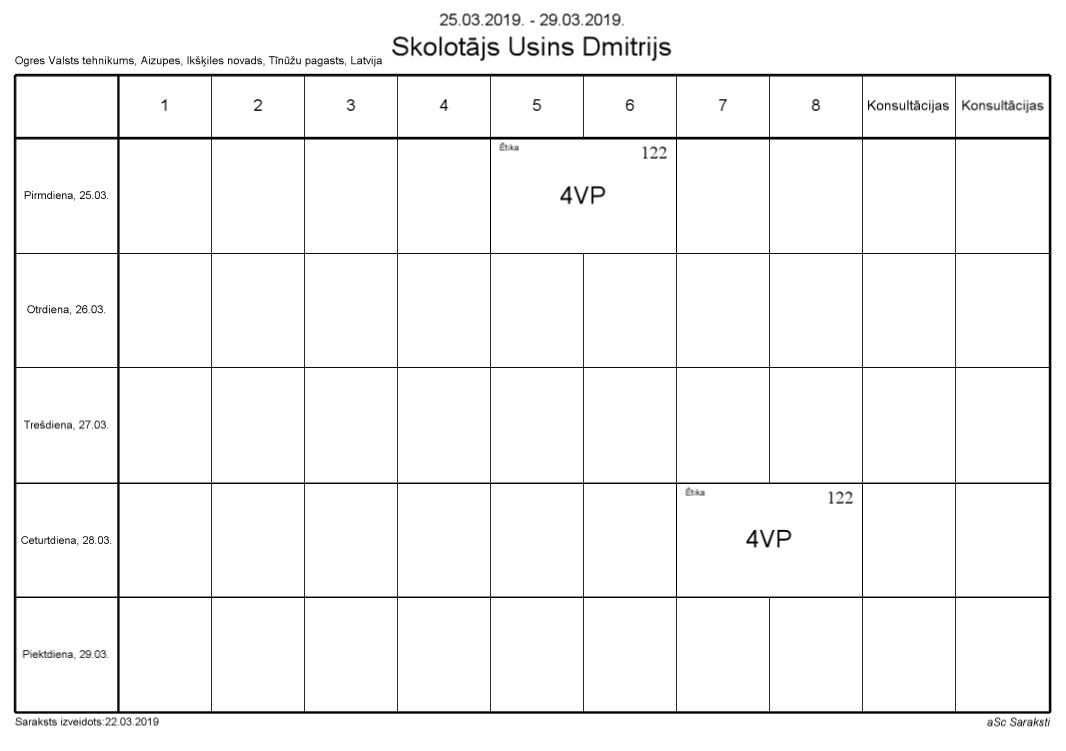 25.03.2019. - 29.03.2019.
Skolotājs Usins Dmitrijs
Ogres Valsts tehnikums, Aizupes, Ikšķiles novads, Tīnūžu pagasts, Latvija
1 2 3 4 5 6 7 8 Konsultācijas Konsultācijas
Pirmdiena, 25.03.
Ētika 122
4VP
Otrdiena, 26.03.
Trešdiena, 27.03.
Ceturtdiena, 28.03.
Ētika 122
4VP
Piektdiena, 29.03.
Saraksts izveidots:22.03.2019
aSc Saraksti